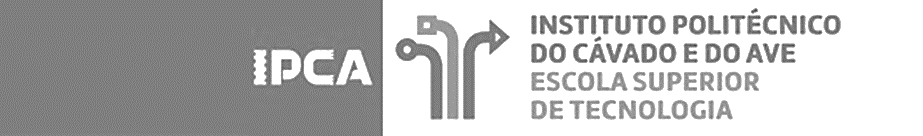 IPCA
INSTITUTO POLITÉCNICO
DO CÁVADO E DO AVE
ESCOLA SUPERIOR
DE TECNOLOGIA